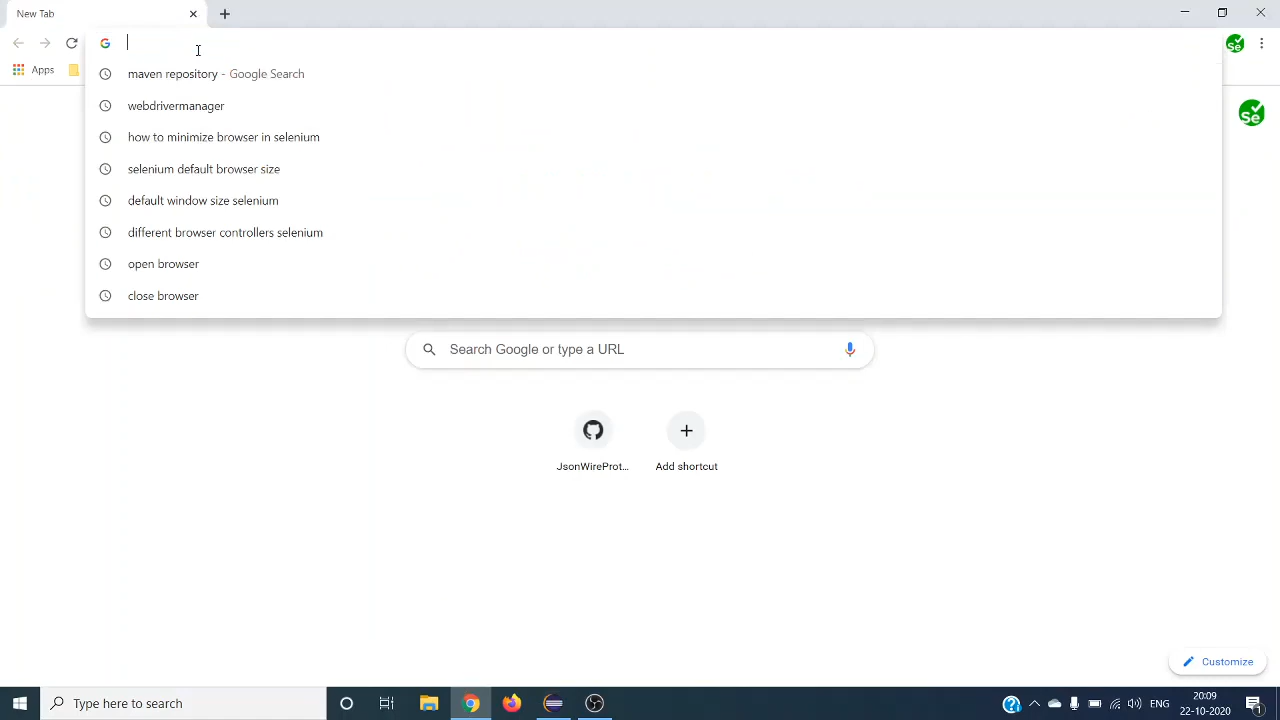 New Tab
maven repository - Google Search
Apps
webdrivermanager
how to minimize browser in selenium
selenium default browser size
default window size selenium
different browser controllers selenium
open browser
close browser
Search Google or type a URL
JsonWireProt...
Add shortcut
Customize
Type here to search
ENG
20:09
22-10-2020